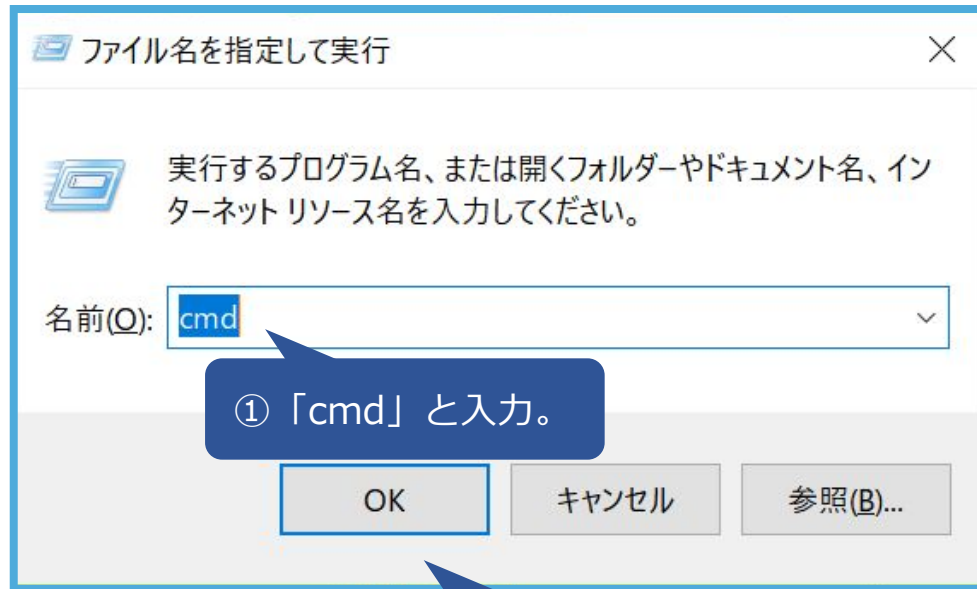 ファイル名を指定して実行
実行するプログラム名、または開くフォルダーやドキュメント名、イン
ターネット リソース名を入力してください。
名前(O): cmd
①「cmd」と入力。
OK キャンセル 参照(B)...